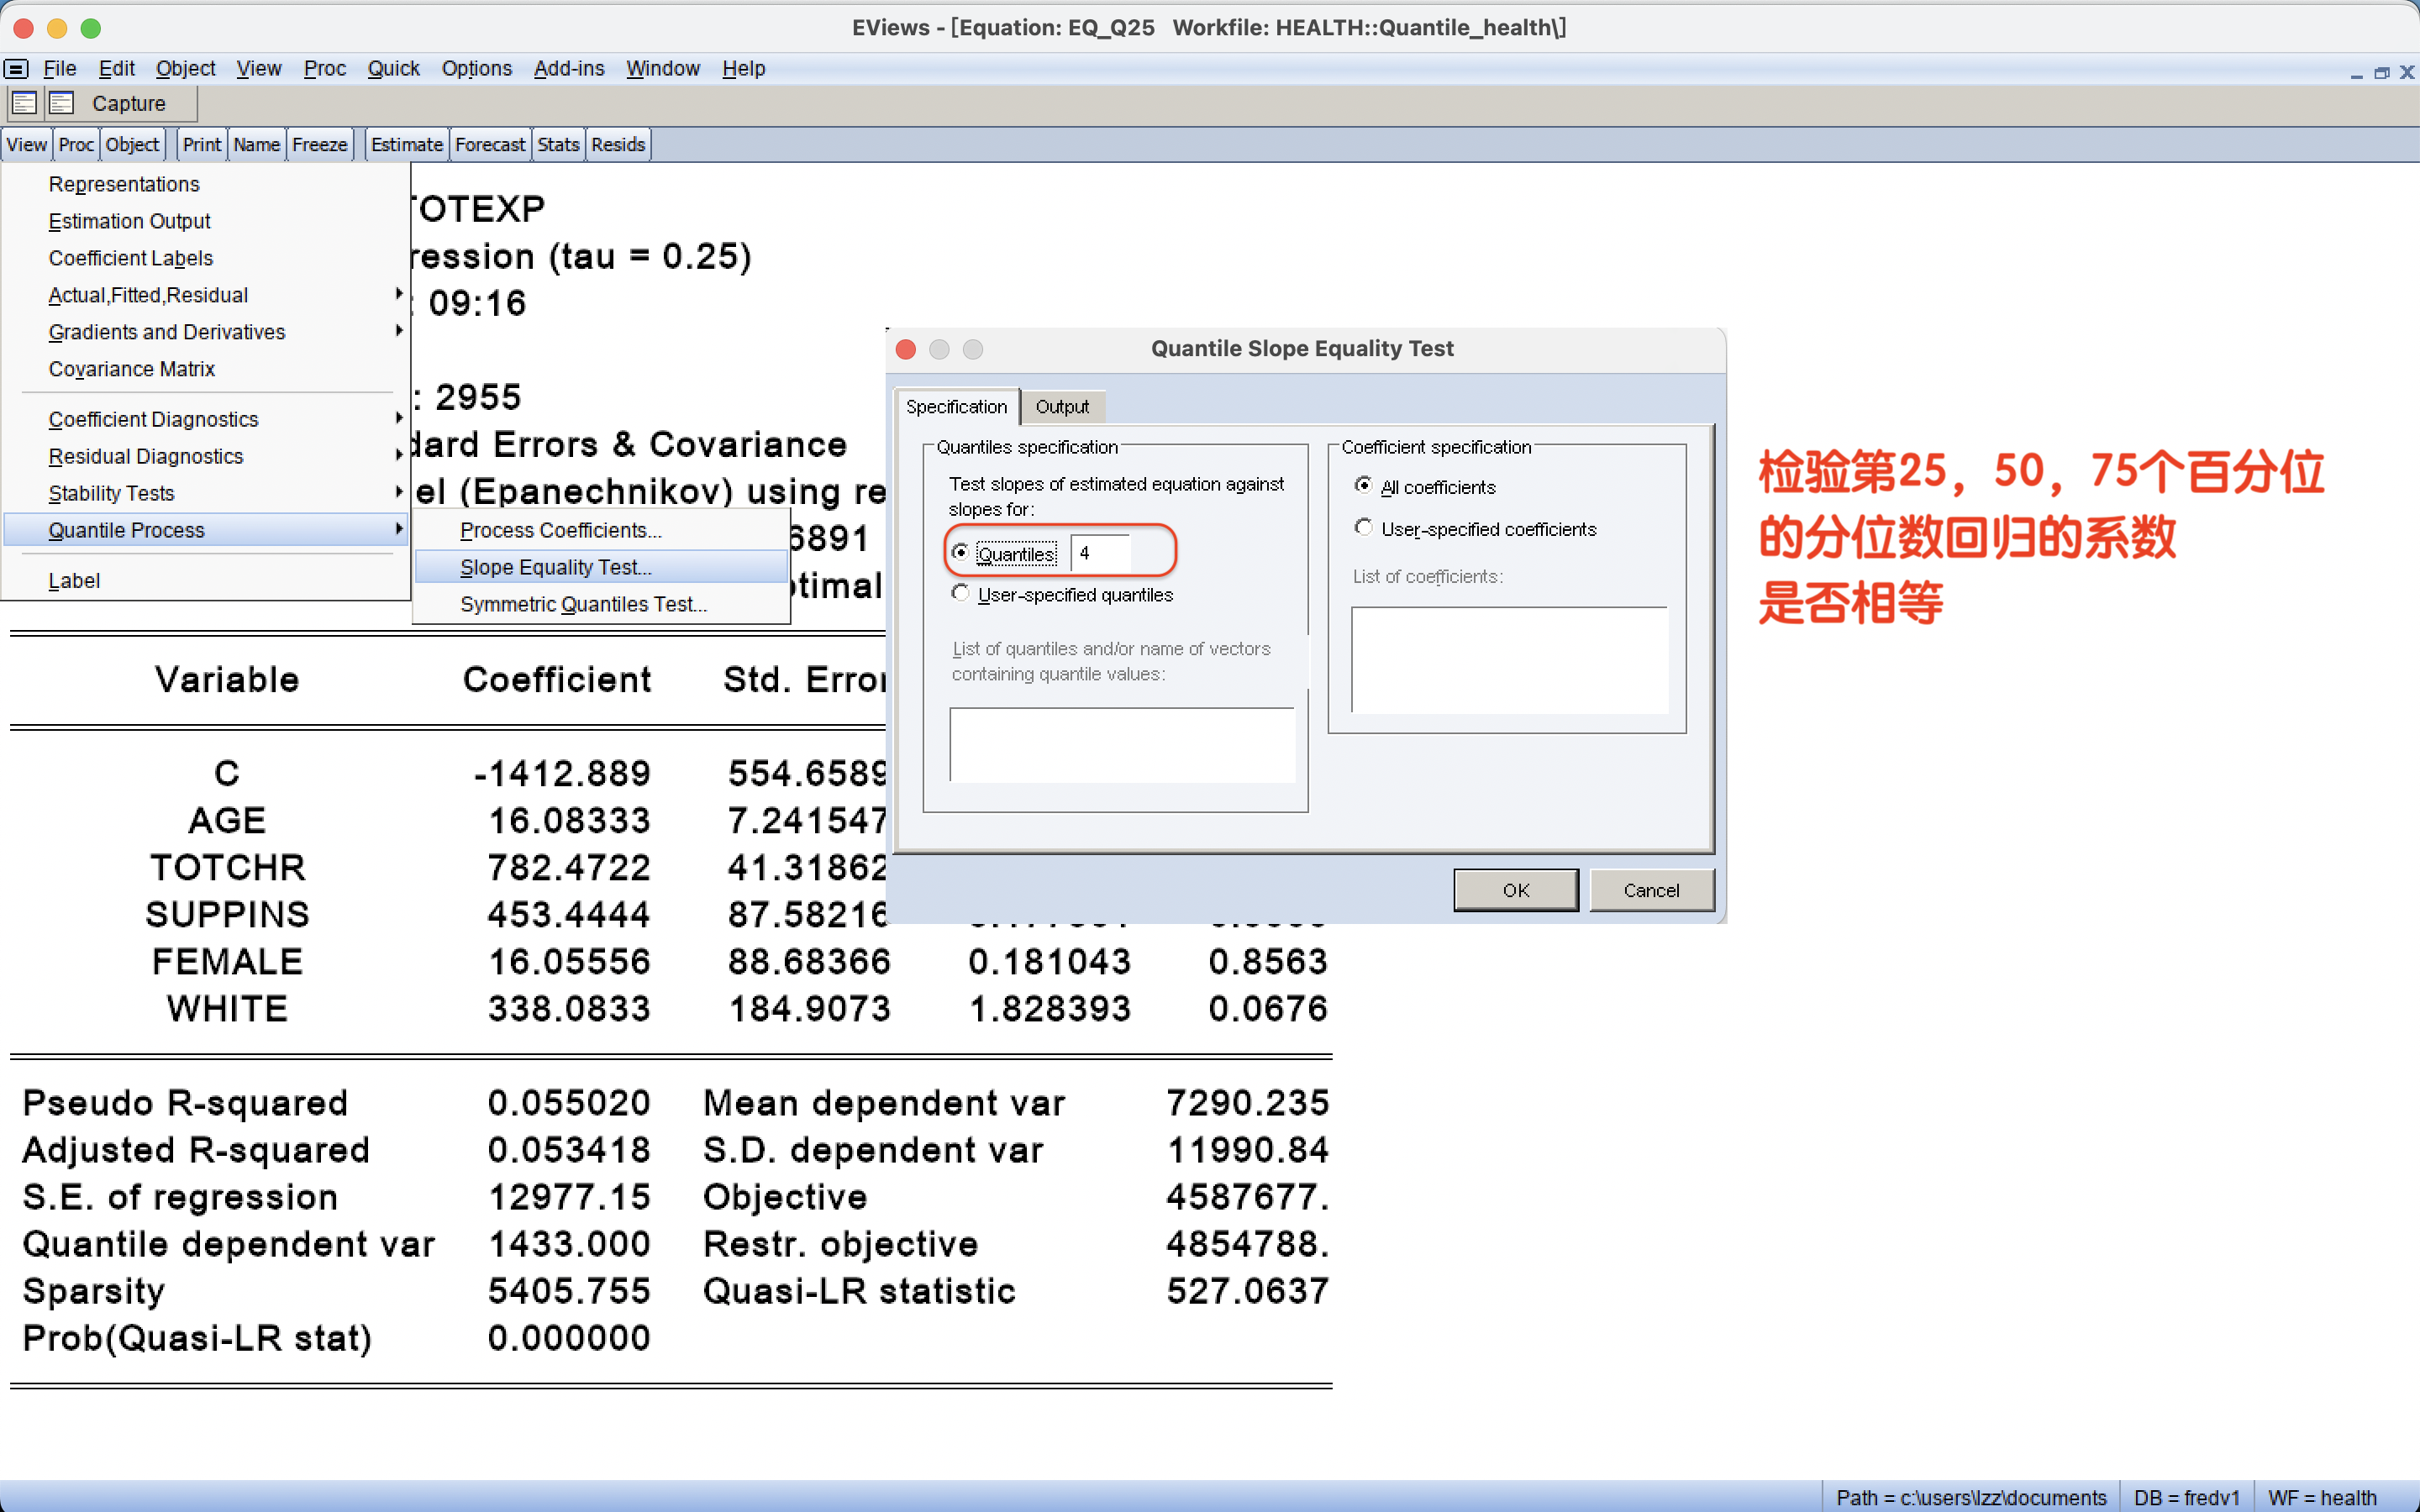 EViews - [Equation: EQ_Q25 Workfile: HEALTH::Quantile_health\]
File Edit Object View Proc Quick Options Add-ins Window Help
Capture
View Proc Object Print Name Freeze Estimate Forecast Stats Resids
Representations
Estimation Output
Coefficient Labels
Actual,Fitted,Residual
Gradients and Derivatives
Covariance Matrix
Coefficient Diagnostics
Residual Diagnostics
Stability Tests
Quantile Process
Label
Process Coefficients...
Slope Equality Test...
Symmetric Quantiles Test...
TOTEXP
ression (tau = 0.25)
: 09:16
: 2955
dard Errors & Covariance
el (Epanechnikov) using re
6891
timal
Quantile Slope Equality Test
Specification Output
Quantiles specification
Test slopes of estimated equation against
slopes for:
Quantiles 4
User-specified quantiles
List of quantiles and/or name of vectors
containing quantile values:
Coefficient specification
All coefficients
User-specified coefficients
List of coefficients:
OK Cancel
检验第25，50，75个百分位
的分位数回归的系数
是否相等
Variable Coefficient Std. Error
C -1412.889 554.6589
AGE 16.08333 7.241547
TOTCHR 782.4722 41.31862
SUPPINS 453.4444 87.58216
FEMALE 16.05556 88.68366 0.181043 0.8563
WHITE 338.0833 184.9073 1.828393 0.0676
Pseudo R-squared 0.055020 Mean dependent var 7290.235
Adjusted R-squared 0.053418 S.D. dependent var 11990.84
S.E. of regression 12977.15 Objective 4587677.
Quantile dependent var 1433.000 Restr. objective 4854788.
Sparsity 5405.755 Quasi-LR statistic 527.0637
Prob(Quasi-LR stat) 0.000000
Path = c:\users\lzz\documents DB = fredv1 WF = health